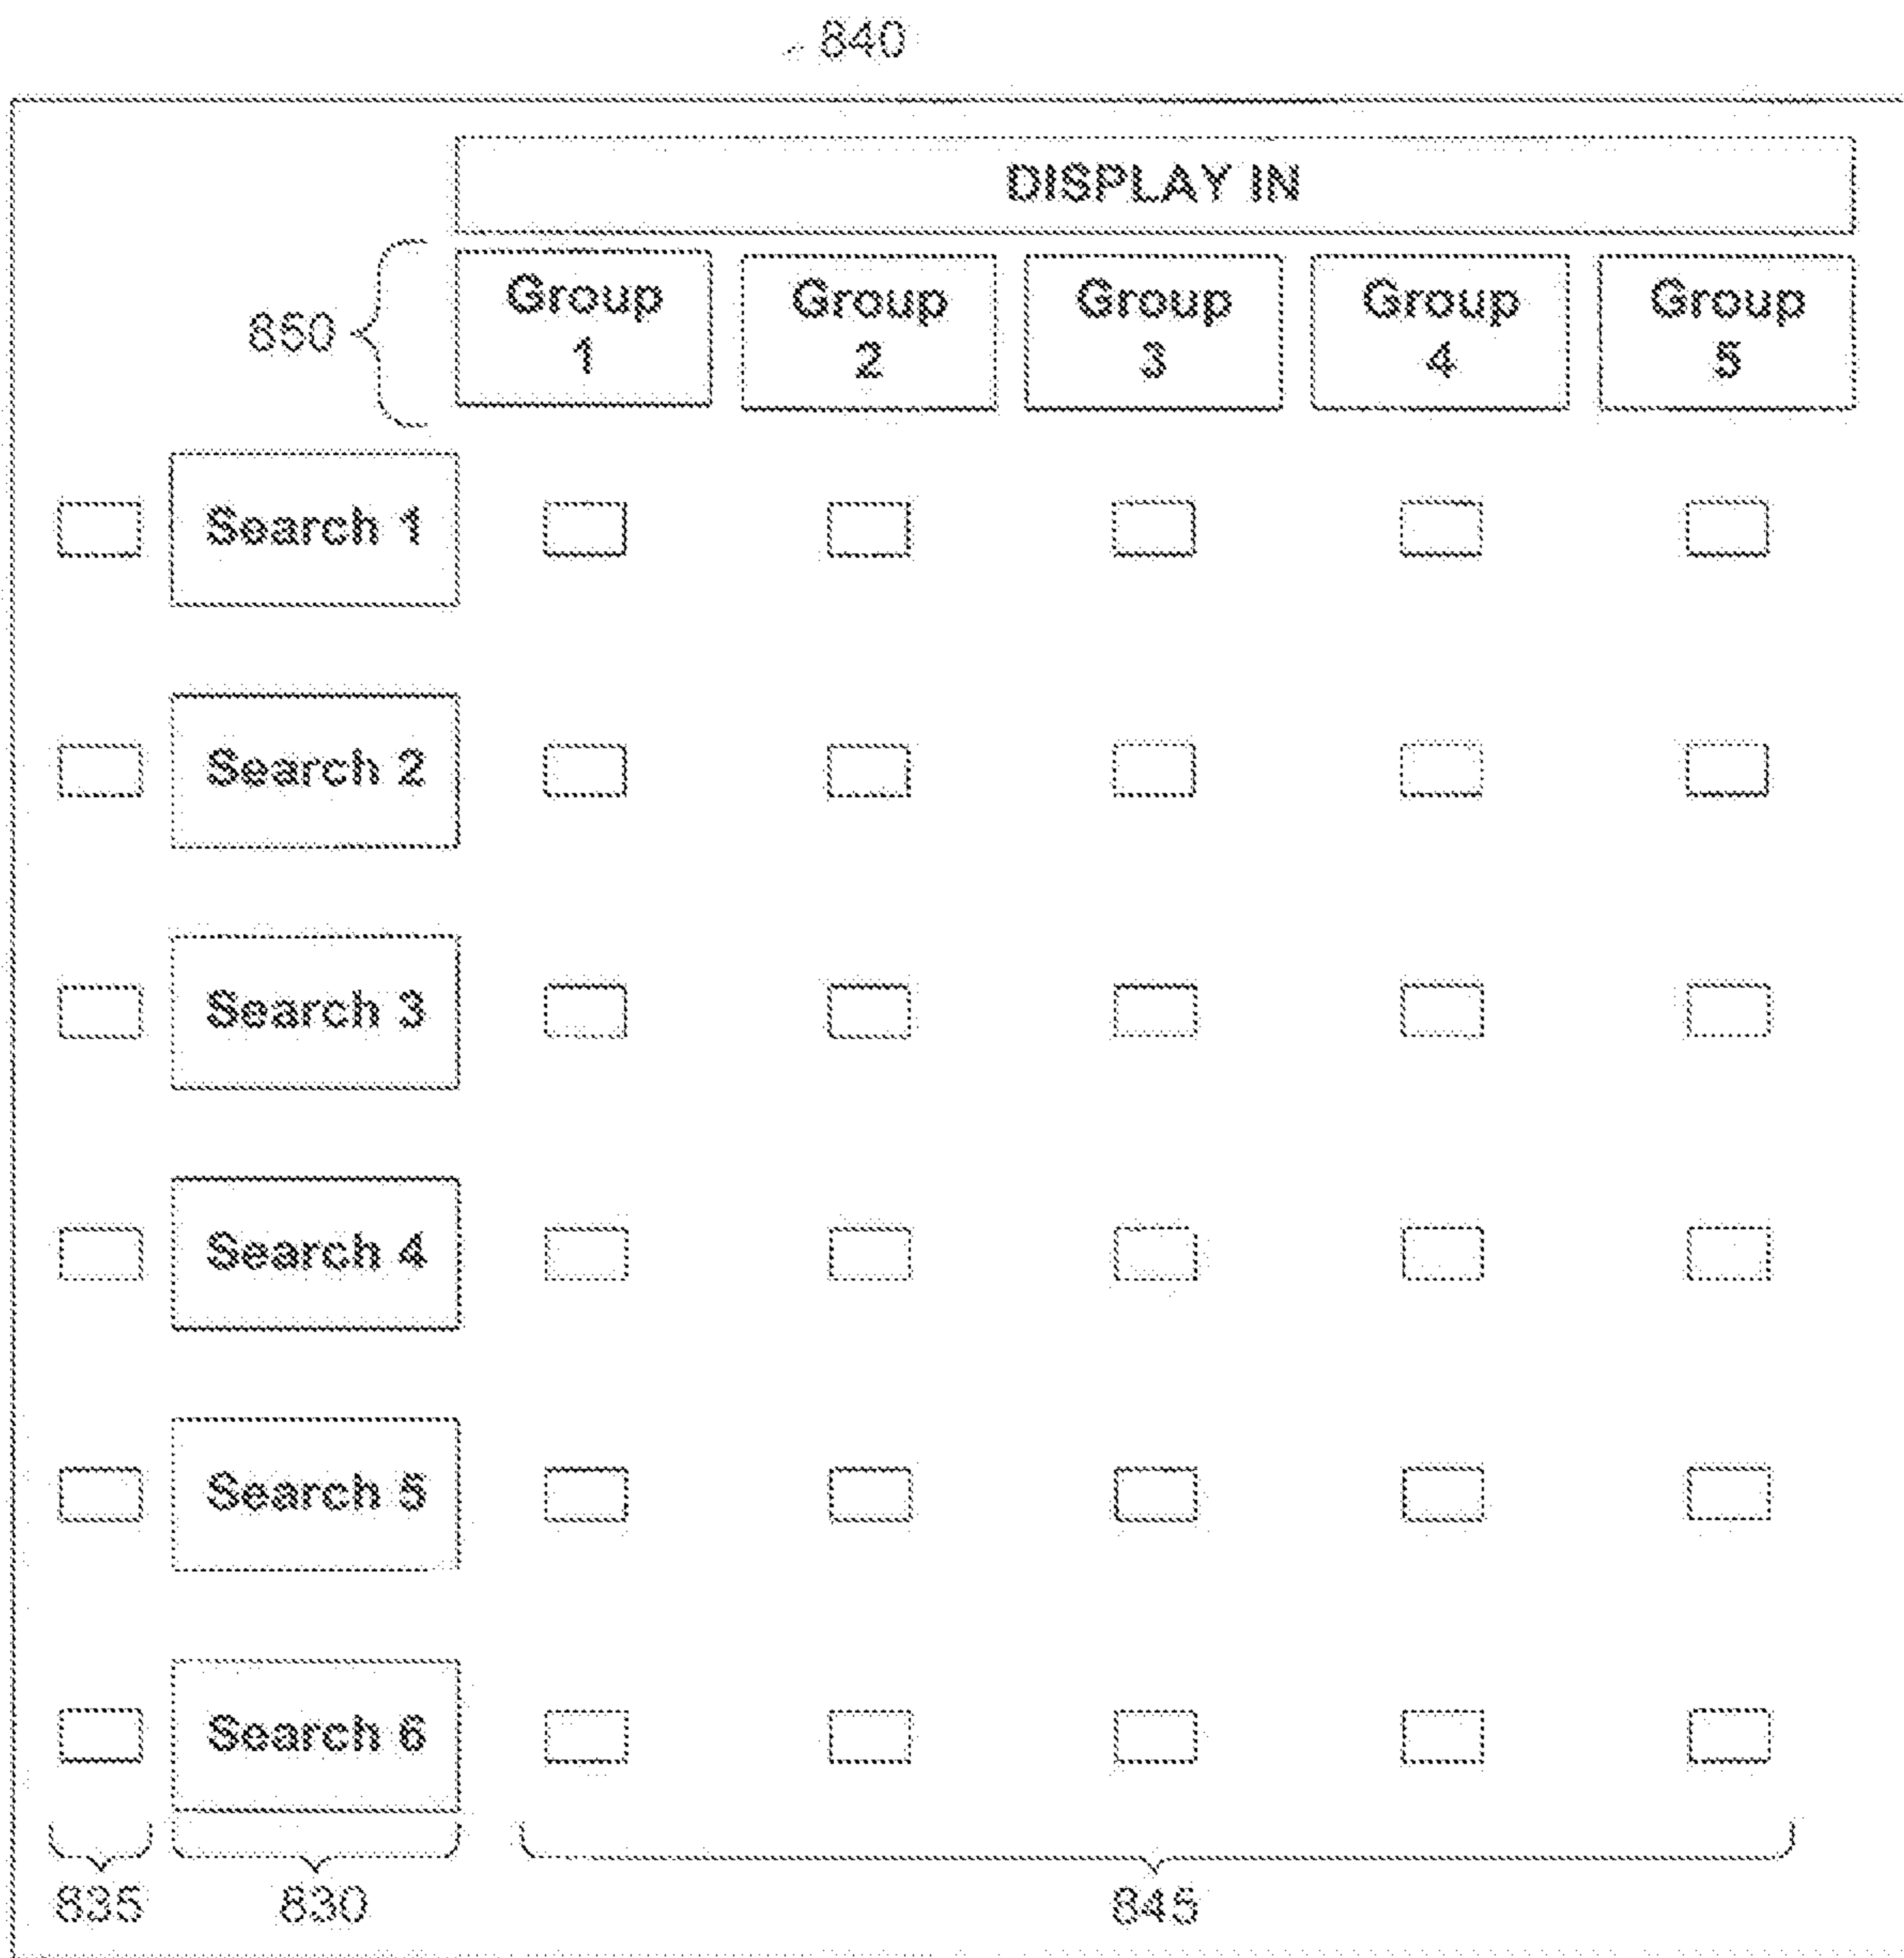 840
DISPLAY IN
850
Group 1
Group 2
Group 3
Group 4
Group 5
Search 1
Search 2
Search 3
Search 4
Search 5
Search 6
835
830
845